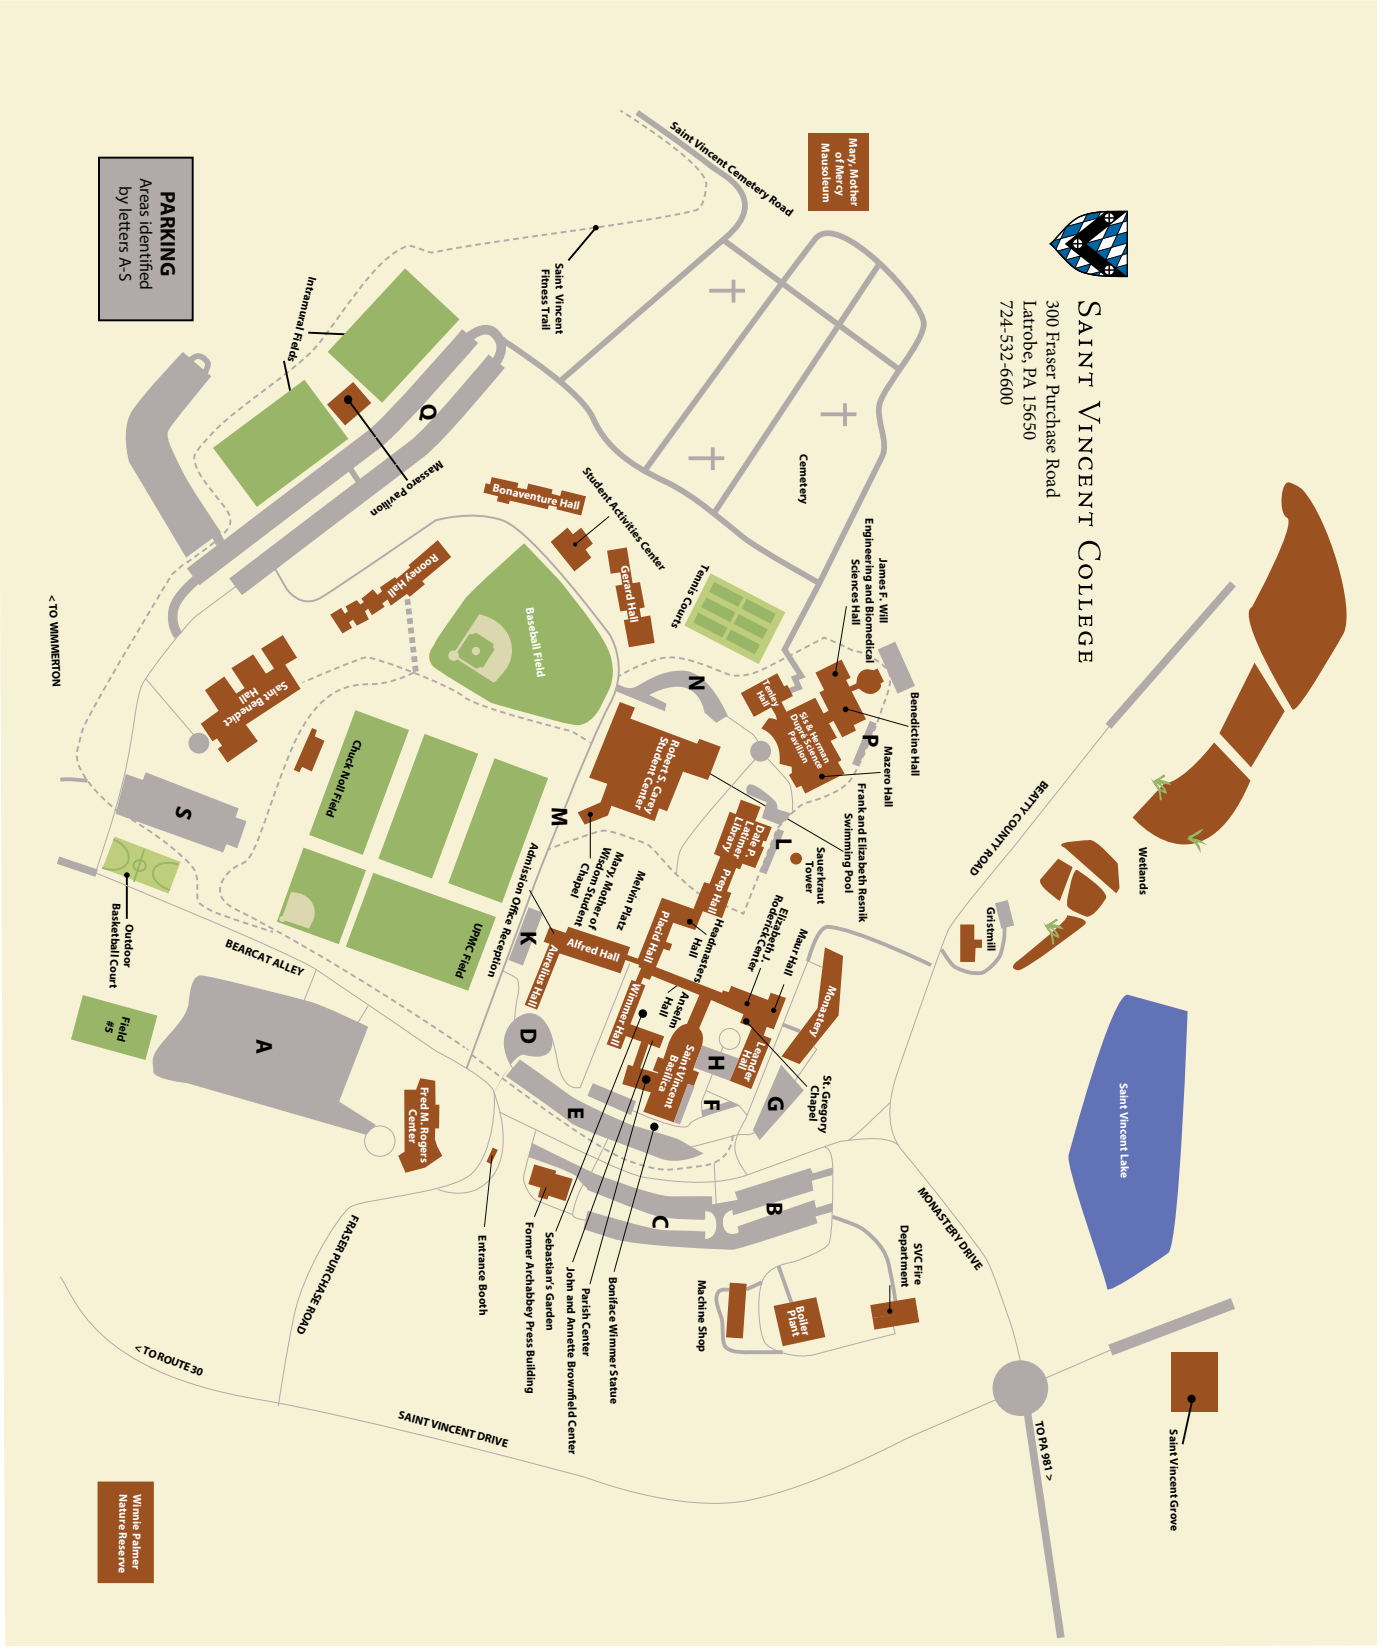 SAINT VINCENT COLLEGE
300 Fraser Purchase Road
Latrobe, PA 15650
724-532-6600
Mary, Mother
of Mercy
Mausoleum
Saint Vincent Cemetery Road
PARKING
Areas identified
by letters A-S
Saint Vincent
Fitness Trail
Intramural Fields
Q
Massaro Pavilion
Cemetery
Bonaventure Hall
Student Activities Center
Gerard Hall
Tennis Courts
James F. Will
Engineering and Biomedical
Sciences Hall
Rooney Hall
Baseball Field
< TO WIMMERTON
Saint Benedict
Hall
N
Tenley
Hall
Sis & Herman
Dupré Science
Pavilion
Benedictine Hall
P
Mazero Hall
Robert S. Carey
Student Center
Chuck Noll Field
S
M
Frank and Elizabeth Resnik
Swimming Pool
Dale P.
Latimer
Library
L
Sauerkraut
Tower
BEATTY COUNTY ROAD
Wetlands
Gristmill
Mary, Mother of
Wisdom Student
Chapel
Melvin Platz
Prep Hall
Placid Hall
Headmasters
Hall
Elizabeth J.
Roderick Center
Maur Hall
Monastery
Admission Office Reception
K
Alfred Hall
Aurelius Hall
UPMC Field
Outdoor
Basketball Court
BEARCAT ALLEY
Field
#5
A
D
Wimmer Hall
Anselm
Hall
Saint Vincent
Basilica
H
Leander
Hall
F
G
St. Gregory
Chapel
Saint Vincent Lake
E
Fred M. Rogers
Center
B
C
MONASTERY DRIVE
SVC Fire
Department
FRASER PURCHASE ROAD
Entrance Booth
Former Archabbey Press Building
Sebastian's Garden
John and Annette Brownfield Center
Parish Center
Boniface Wimmer Statue
Machine Shop
Boiler
Plant
< TO ROUTE 30
SAINT VINCENT DRIVE
TO PA 981 >
Saint Vincent Grove
Winnie Palmer
Nature Reserve